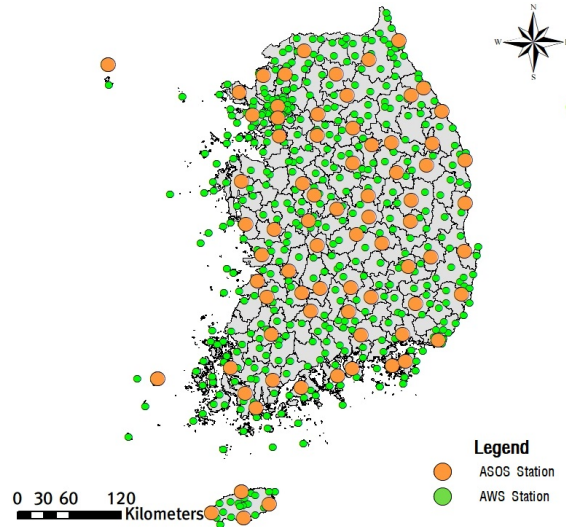 N
W
S
Legend
ASOS Station
AWS Station
0 30 60 120
Kilometers